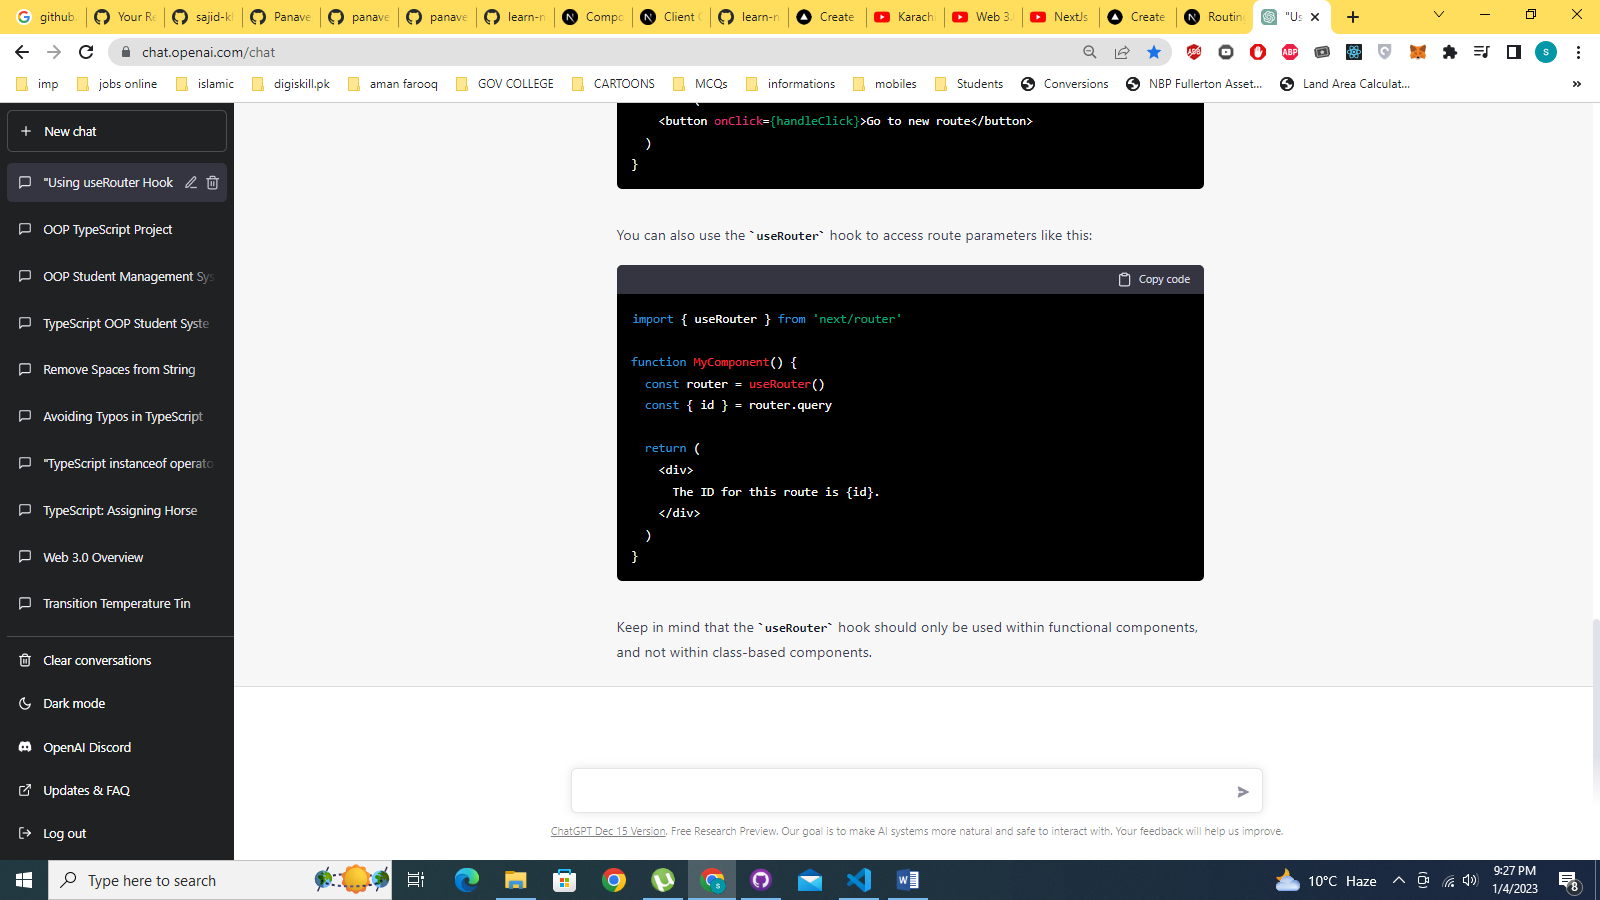 github
Your Re
sajid-kh
Panave
panave
panave
learn-n
Compo
Client C
learn-n
Create
Karach
Web 3.0
NextJs
Create
Routin
"Us
chat.openai.com/chat
imp
jobs online
islamic
digiskill.pk
aman farooq
GOV COLLEGE
CARTOONS
MCQs
informations
mobiles
Students
Conversions
NBP Fullerton Asset...
Land Area Calculat...
»
New chat
"Using useRouter Hook
OOP TypeScript Project
OOP Student Management Sys
TypeScript OOP Student Syste
Remove Spaces from String
Avoiding Typos in TypeScript
"TypeScript instanceof operato
TypeScript: Assigning Horse
Web 3.0 Overview
Transition Temperature Tin
Clear conversations
Dark mode
OpenAI Discord
Updates & FAQ
Log out
<button onClick={handleClick}>Go to new route</button>
)
}
You can also use the `useRouter` hook to access route parameters like this:
Copy code
import { useRouter } from 'next/router'
function MyComponent() {
const router = useRouter()
const { id } = router.query
return (
<div>
The ID for this route is {id}.
</div>
)
}
Keep in mind that the `useRouter` hook should only be used within functional components,
and not within class-based components.
ChatGPT Dec 15 Version. Free Research Preview. Our goal is to make AI systems more natural and safe to interact with. Your feedback will help us improve.
Type here to search
10°C Haze
9:27 PM
1/4/2023
8